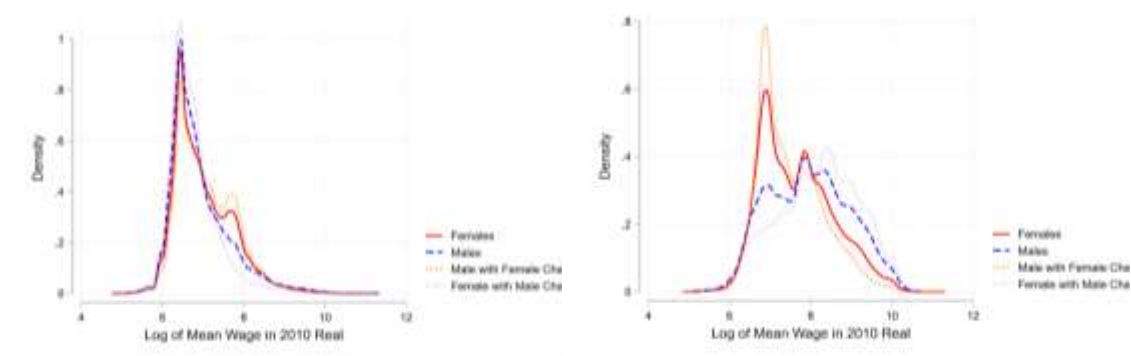 1
.8
.6
.4
.2
0
Density
4 6 8 10 12
Log of Mean Wage in 2010 Real
Females
Males
Male with Female Cha
Female with Male Cha
.8
.6
.4
.2
0
Density
4 6 8 10 12
Log of Mean Wage in 2010 Real
Females
Males
Male with Female Cha
Female with Male Cha